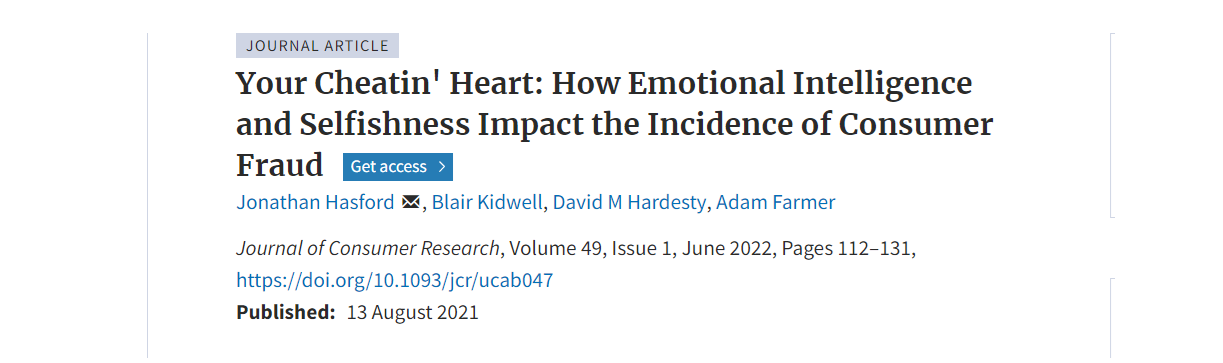 JOURNAL ARTICLE
Your Cheatin' Heart: How Emotional Intelligence
and Selfishness Impact the Incidence of Consumer
Fraud Get access
Jonathan Hasford, Blair Kidwell, David M Hardesty, Adam Farmer
Journal of Consumer Research, Volume 49, Issue 1, June 2022, Pages 112–131,
https://doi.org/10.1093/jcr/ucab047
Published: 13 August 2021